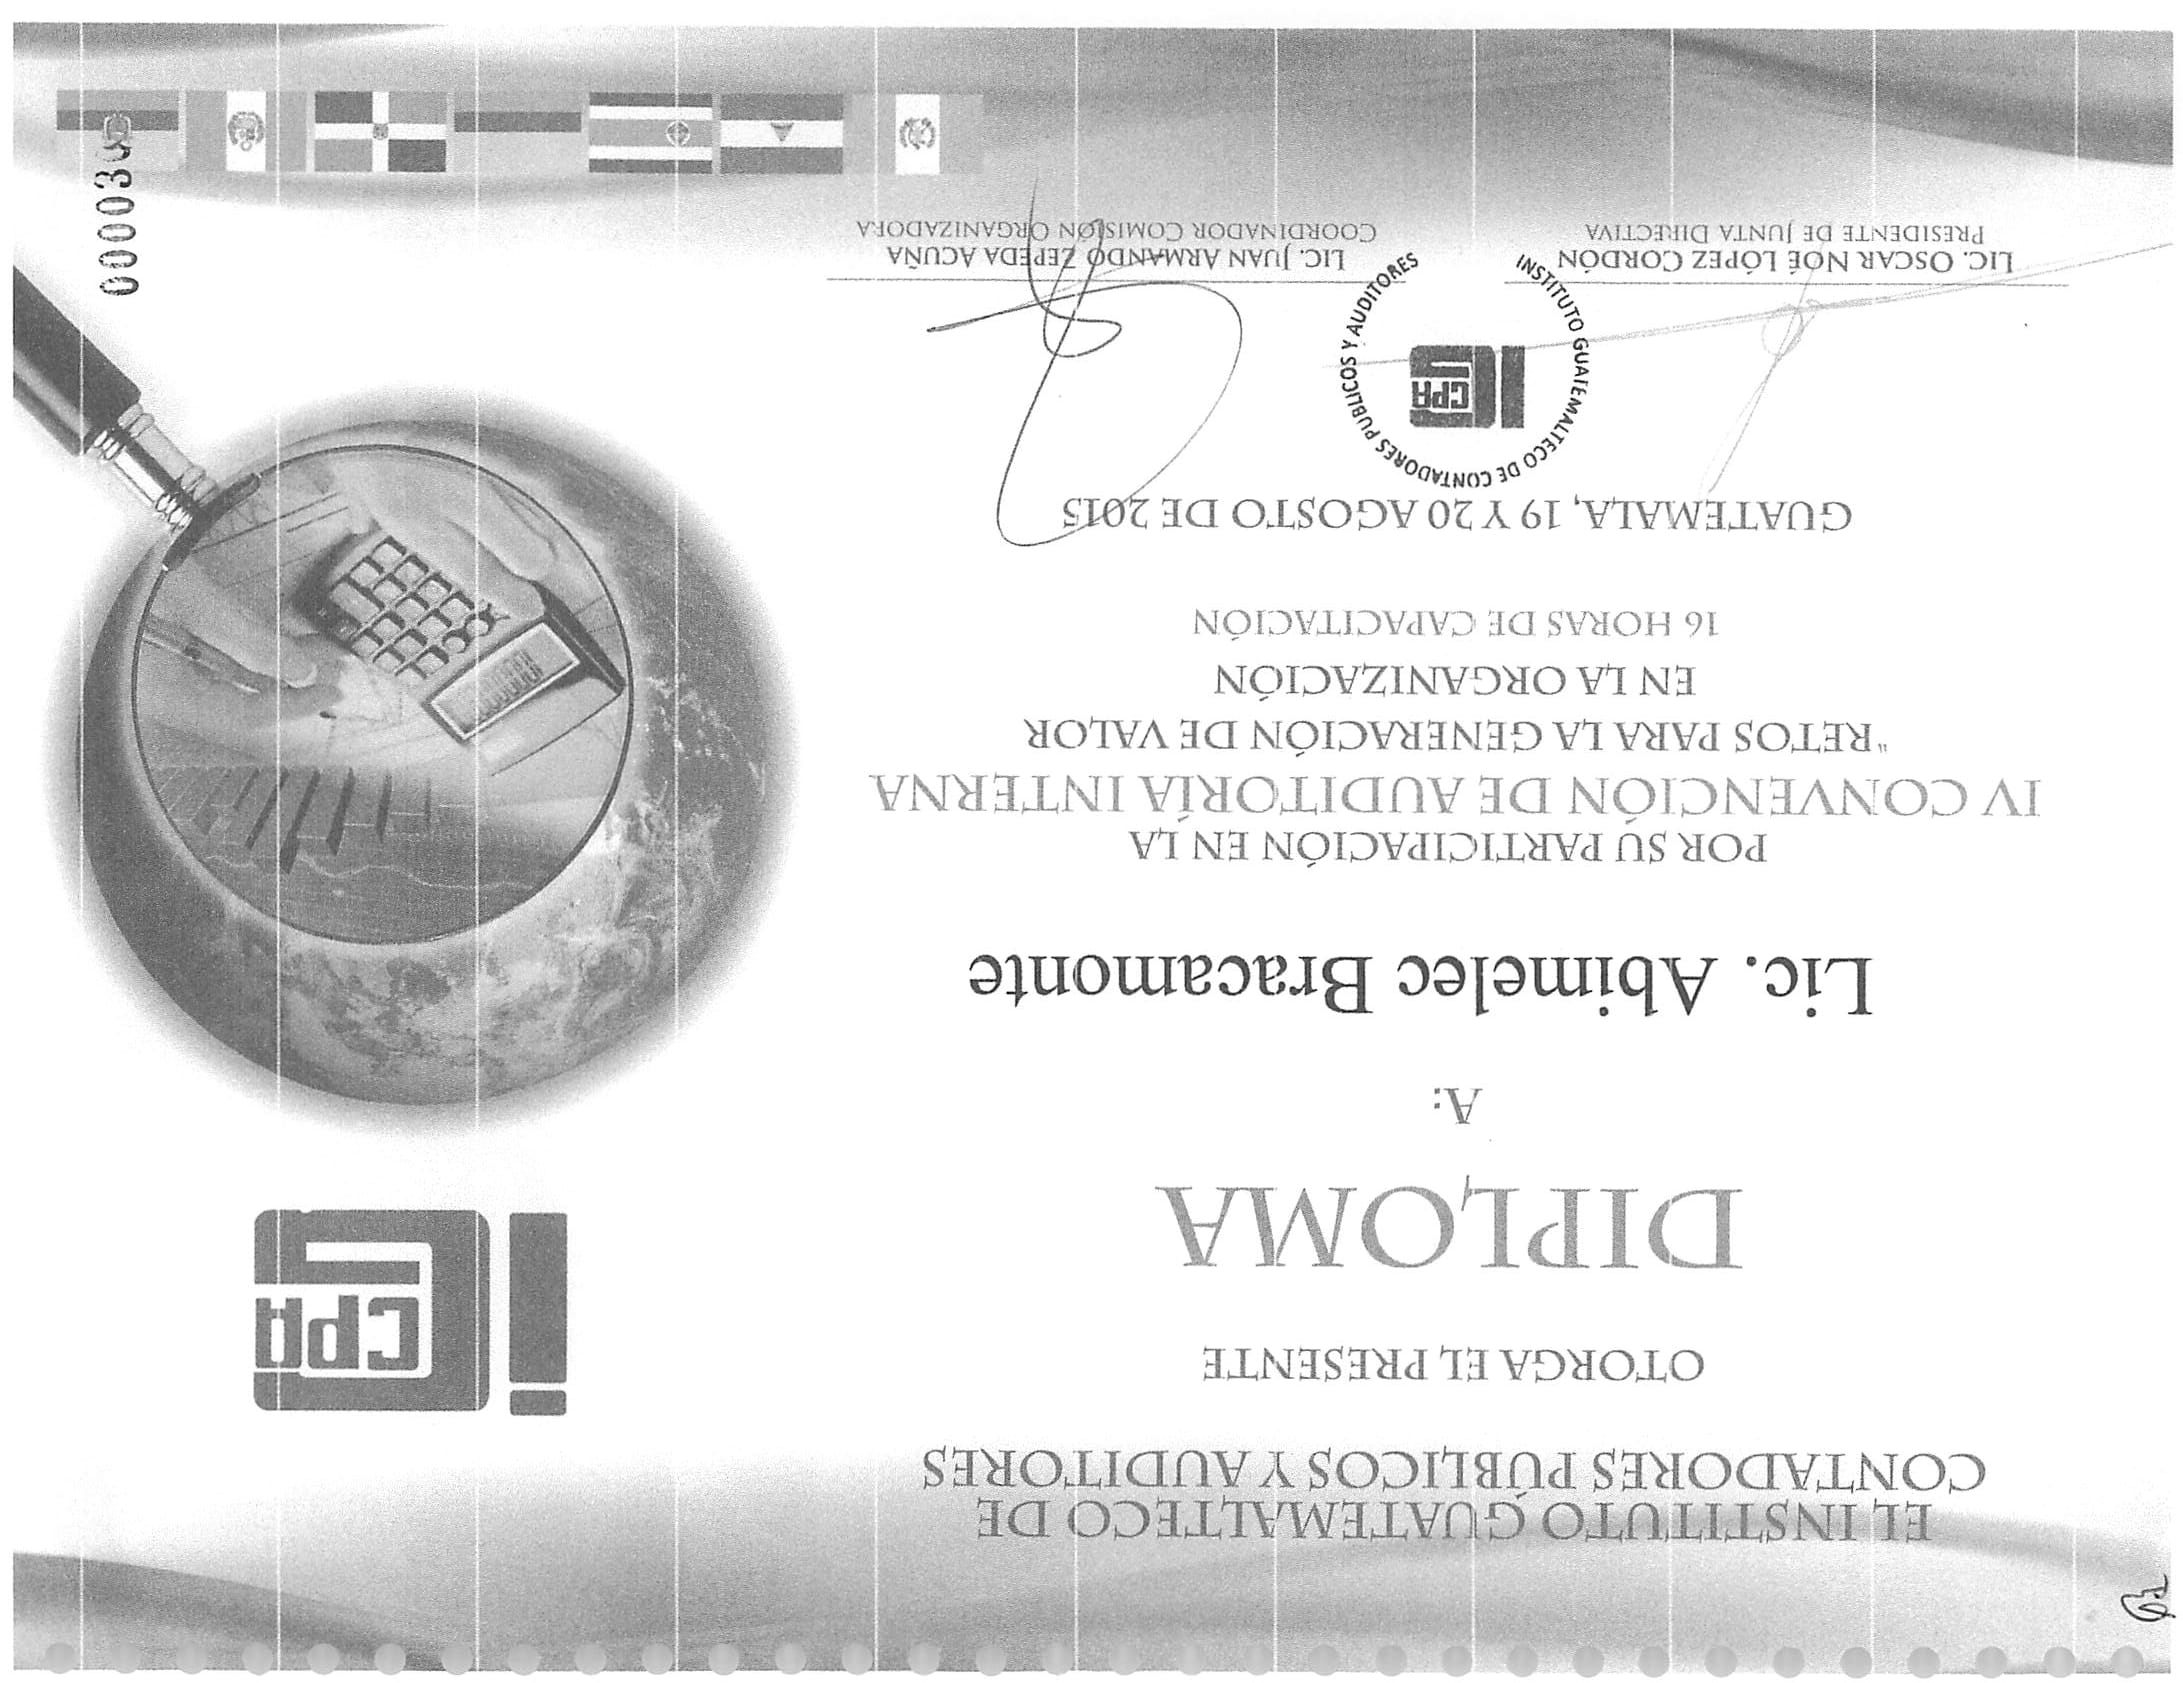 EL INSTITUTO GUATEMALTECO DE
CONTADORES PÚBLICOS Y AUDITORES
OTORGA EL PRESENTE
DIPLOMA
A:
Lic. Abimelec Bracamonte
POR SU PARTICIPACIÓN EN LA
IV CONVENCIÓN DE AUDITORÍA INTERNA
"RETOS PARA LA GENERACIÓN DE VALOR
EN LA ORGANIZACIÓN
16 HORAS DE CAPACITACIÓN
GUATEMALA, 19 Y 20 AGOSTO DE 2015
INSTITUTO GUATEMALTECO DE CONTADORES PUBLICOS Y AUDITORES
CPA
LIC. OSCAR NOÉ LÓPEZ CORDÓN
PRESIDENTE DE JUNTA DIRECTIVA
LIC. JUAN ARMANDO ZEPEDA ACUÑA
COORDINADOR COMISIÓN ORGANIZADORA
CPA